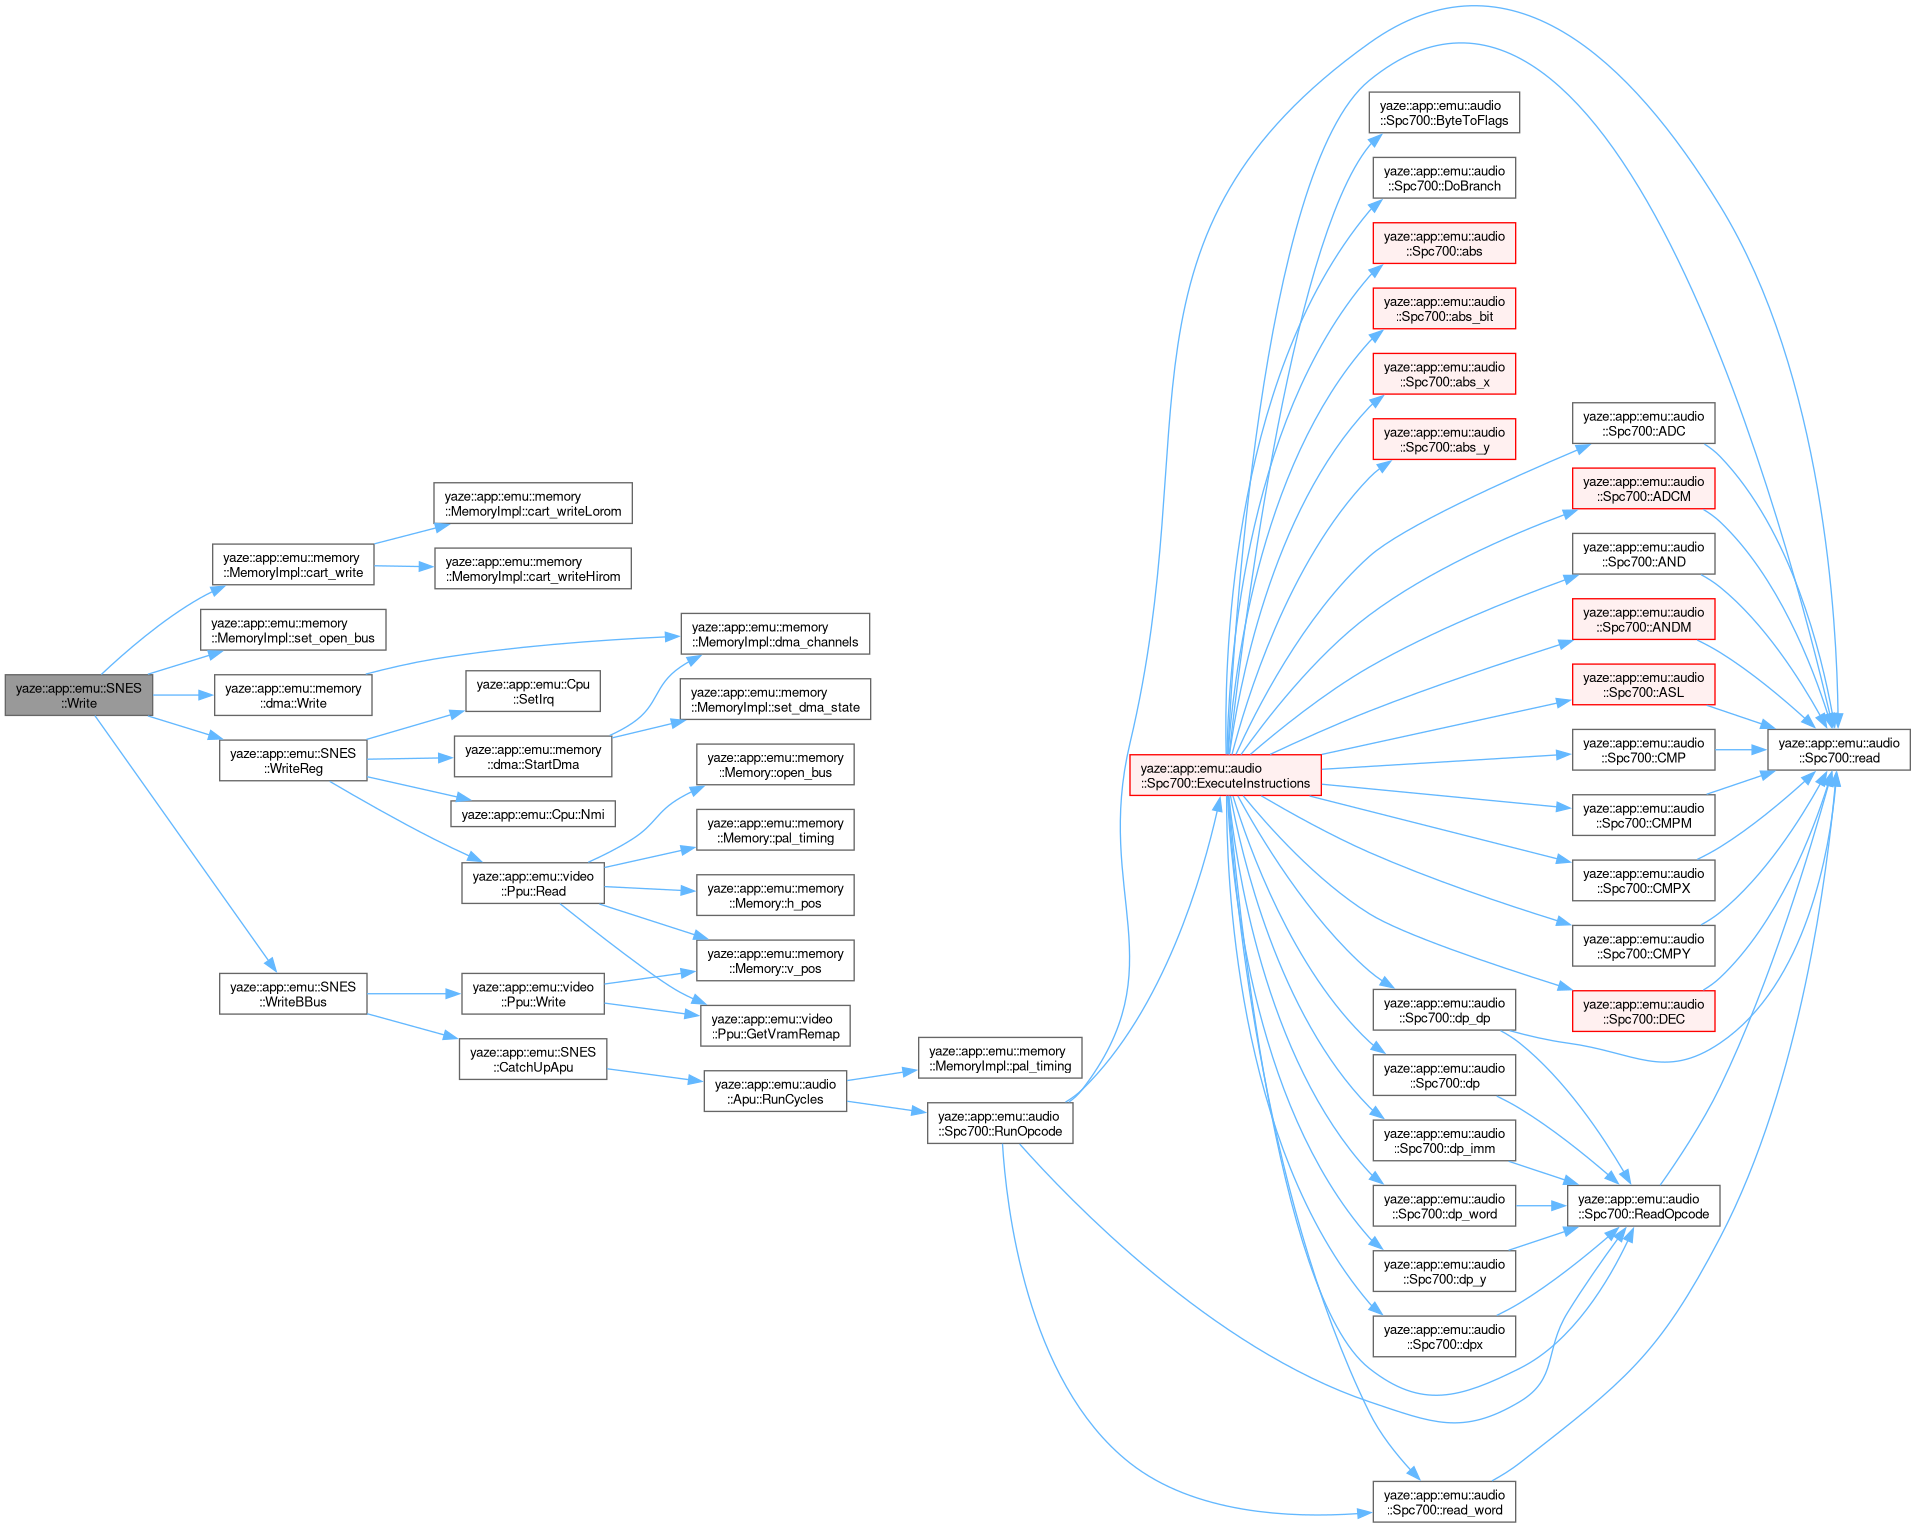 yaze::app::emu::SNES
::Write
yaze::app::emu::memory
::MemoryImpl::cart_write
yaze::app::emu::memory
::MemoryImpl::cart_writeLorom
yaze::app::emu::memory
::MemoryImpl::cart_writeHirom
yaze::app::emu::memory
::MemoryImpl::set_open_bus
yaze::app::emu::memory
::dma::Write
yaze::app::emu::memory
::MemoryImpl::dma_channels
yaze::app::emu::SNES
::WriteReg
yaze::app::emu::Cpu
::SetIrq
yaze::app::emu::memory
::dma::StartDma
yaze::app::emu::memory
::MemoryImpl::set_dma_state
yaze::app::emu::Cpu::Nmi
yaze::app::emu::video
::Ppu::Read
yaze::app::emu::memory
::Memory::open_bus
yaze::app::emu::memory
::Memory::pal_timing
yaze::app::emu::memory
::Memory::h_pos
yaze::app::emu::memory
::Memory::v_pos
yaze::app::emu::video
::Ppu::GetVramRemap
yaze::app::emu::SNES
::WriteBBus
yaze::app::emu::video
::Ppu::Write
yaze::app::emu::SNES
::CatchUpApu
yaze::app::emu::audio
::Apu::RunCycles
yaze::app::emu::memory
::MemoryImpl::pal_timing
yaze::app::emu::audio
::Spc700::RunOpcode
yaze::app::emu::audio
::Spc700::ExecuteInstructions
yaze::app::emu::audio
::Spc700::ByteToFlags
yaze::app::emu::audio
::Spc700::DoBranch
yaze::app::emu::audio
::Spc700::abs
yaze::app::emu::audio
::Spc700::abs_bit
yaze::app::emu::audio
::Spc700::abs_x
yaze::app::emu::audio
::Spc700::abs_y
yaze::app::emu::audio
::Spc700::ADC
yaze::app::emu::audio
::Spc700::ADCM
yaze::app::emu::audio
::Spc700::AND
yaze::app::emu::audio
::Spc700::ANDM
yaze::app::emu::audio
::Spc700::ASL
yaze::app::emu::audio
::Spc700::CMP
yaze::app::emu::audio
::Spc700::CMPM
yaze::app::emu::audio
::Spc700::CMPX
yaze::app::emu::audio
::Spc700::CMPY
yaze::app::emu::audio
::Spc700::DEC
yaze::app::emu::audio
::Spc700::read
yaze::app::emu::audio
::Spc700::dp_dp
yaze::app::emu::audio
::Spc700::dp
yaze::app::emu::audio
::Spc700::dp_imm
yaze::app::emu::audio
::Spc700::dp_word
yaze::app::emu::audio
::Spc700::dp_y
yaze::app::emu::audio
::Spc700::dpx
yaze::app::emu::audio
::Spc700::ReadOpcode
yaze::app::emu::audio
::Spc700::read_word